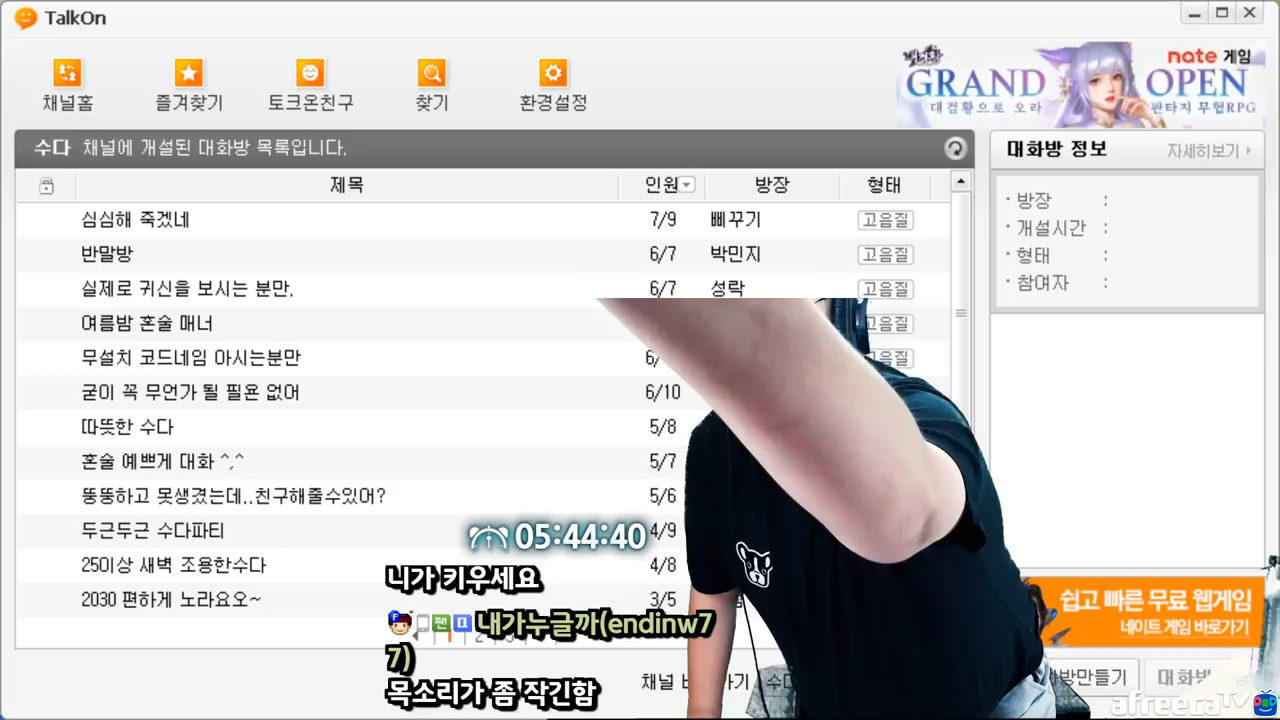 TalkOn
채널홈
즐겨찾기
토크온친구
찾기
환경설정
nate 게임
GRAND OPEN
대검황으로 오라
판타지 무협RPG
수다 채널에 개설된 대화방 목록입니다.
제목 인원 방장 형태
심심해 죽겠네 7/9 삐꾸기 고음질
반말방 6/7 박민지 고음질
실제로 귀신을 보시는 분만. 6/7 성락 고음질
여름밤 혼술 매너 고음질
무설치 코드네임 아시는분만 6/ 고음질
굳이 꼭 무언가 될 필욘 없어 6/10
따뜻한 수다 5/8
혼술 예쁘게 대화 ^,^ 5/7
뚱뚱하고 못생겼는데..친구해줄수있어? 5/6
두근두근 수다파티 4/9
250이상 새벽 조용한수다 4/8
2030 편하게 노라요오~ 3/5
대화방 정보 자세히보기
· 방장 :
· 개설시간 :
· 형태 :
· 참여자 :
05:44:40
니가 키우세요
팬 내가누글까(endinw7
7)
목소리가 좀 작긴함
쉽고 빠른 무료 웹게임
네이트 게임 바로가기
채널
방만들기
대화방
afreecaTV